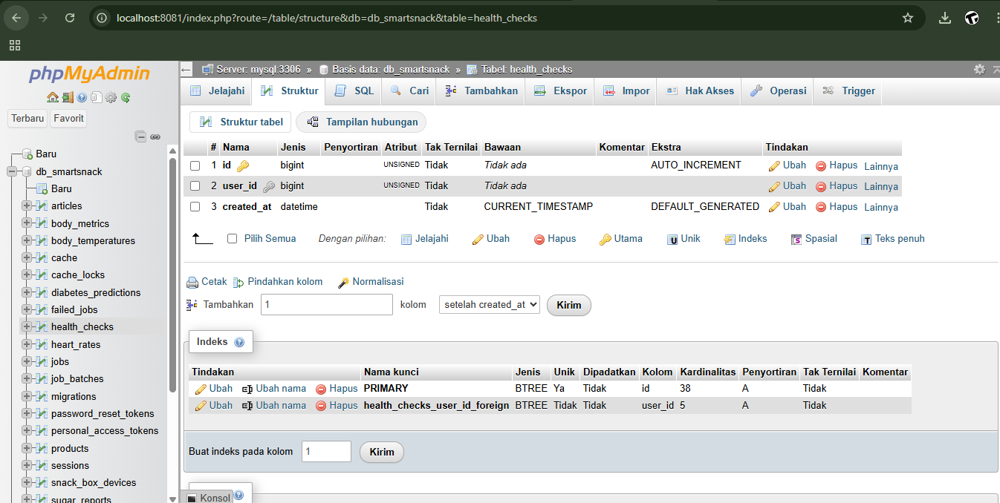 localhost:8081/index.php?route=/table/structure&db=db_smartsnack&table=health_checks
phpMyAdmin
Terbaru Favorit
Baru
db_smartsnack
Baru
articles
body_metrics
body_temperatures
cache
cache_locks
diabetes_predictions
failed_jobs
health_checks
heart_rates
jobs
job_batches
migrations
password_reset_tokens
personal_access_tokens
products
sessions
snack_box_devices
sugar_reports
Server: mysql:3306 » Basis data: db_smartsnack » Tabel: health_checks
Jelajahi Struktur SQL Cari Tambahkan Ekspor Impor Hak Akses Operasi Trigger
Struktur tabel Tampilan hubungan
# Nama Jenis Penyortiran Atribut Tak Ternilai Bawaan Komentar Ekstra Tindakan
1 id bigint UNSIGNED Tidak Tidak ada AUTO_INCREMENT Ubah Hapus Lainnya
2 user_id bigint UNSIGNED Tidak Tidak ada Ubah Hapus Lainnya
3 created_at datetime Tidak CURRENT_TIMESTAMP DEFAULT_GENERATED Ubah Hapus Lainnya
Pilih Semua Dengan pilihan: Jelajahi Ubah Hapus Utama Unik Indeks Spasial Teks penuh
Cetak Pindahkan kolom Normalisasi
Tambahkan 1 kolom setelah created_at Kirim
Indeks
Tindakan Nama kunci Jenis Unik Dipadatkan Kolom Kardinalitas Penyortiran Tak Ternilai Komentar
Ubah Ubah nama Hapus PRIMARY BTREE Ya Tidak id 38 A Tidak
Ubah Ubah nama Hapus health_checks_user_id_foreign BTREE Tidak Tidak user_id 5 A Tidak
Buat indeks pada kolom 1 Kirim
Konsol